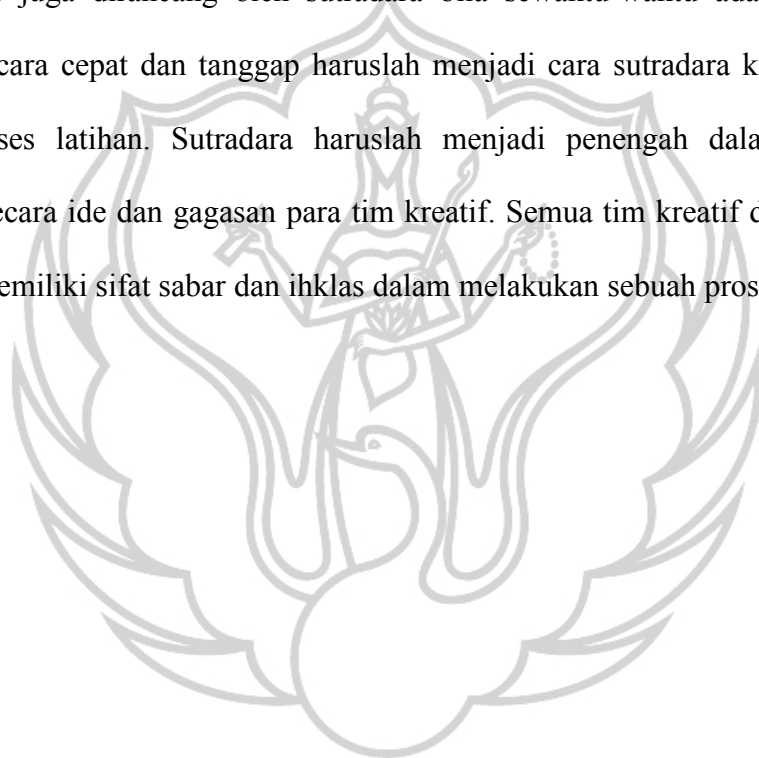 juga dirancang oleh sutradara bila sewaktu-waktu ada
cara cepat dan tanggap haruslah menjadi cara sutradara k
ses latihan. Sutradara haruslah menjadi penengah dala
ecara ide dan gagasan para tim kreatif. Semua tim kreatif d
emiliki sifat sabar dan ihklas dalam melakukan sebuah pros